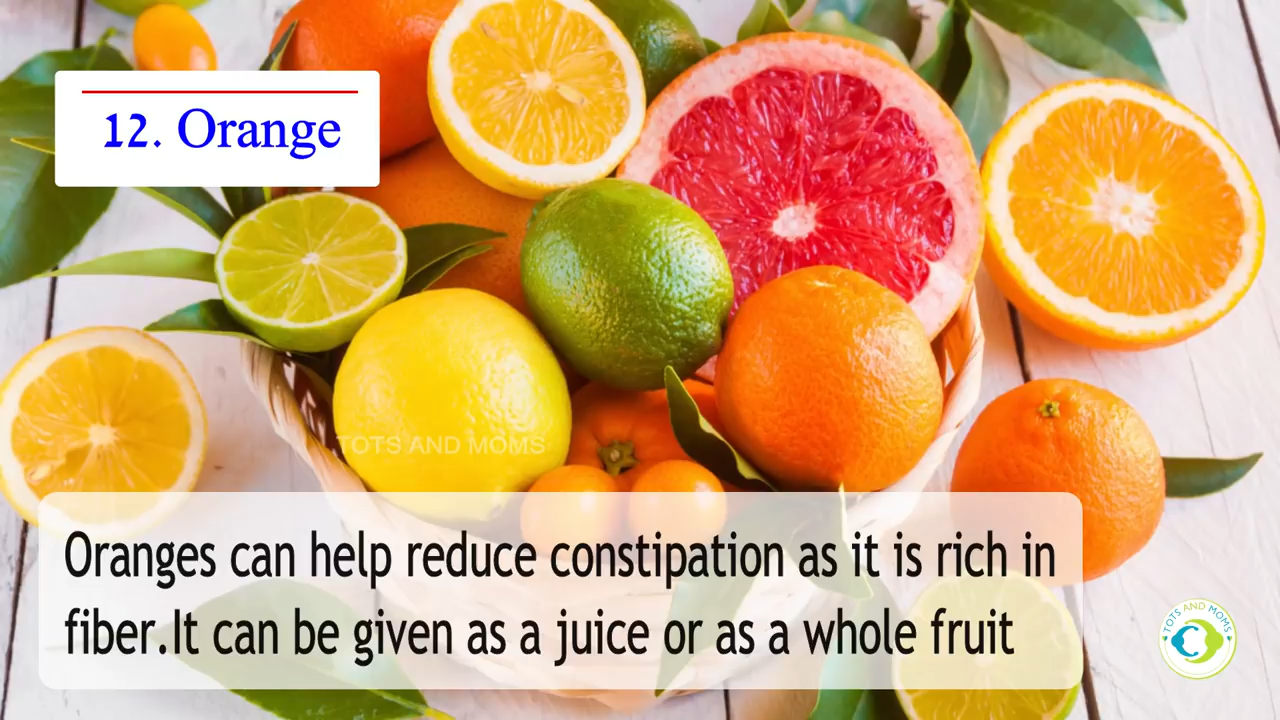 12. Orange
TOTS AND MOMS
Oranges can help reduce constipation as it is rich in
fiber.It can be given as a juice or as a whole fruit
TOTS AND MOMS